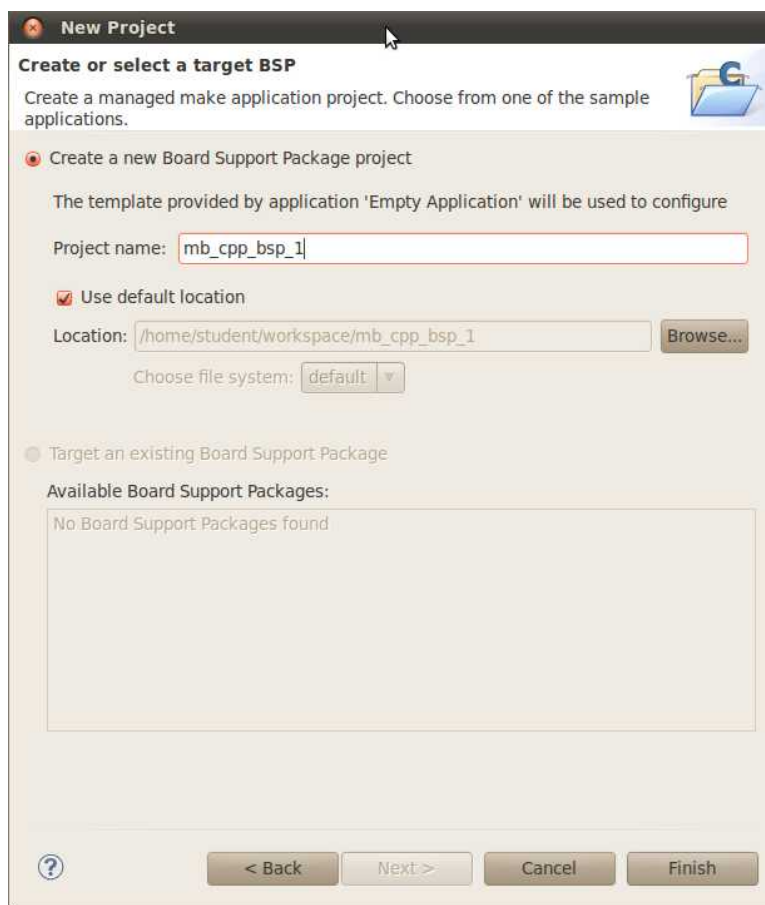 New Project
Create or select a target BSP
Create a managed make application project. Choose from one of the sample
applications.
Create a new Board Support Package project
The template provided by application 'Empty Application' will be used to configure
Project name: mb_cpp_bsp_1
Use default location
Location: /home/student/workspace/mb_cpp_bsp_1 Browse...
Choose file system: default
Target an existing Board Support Package
Available Board Support Packages:
No Board Support Packages found
? < Back Next > Cancel Finish